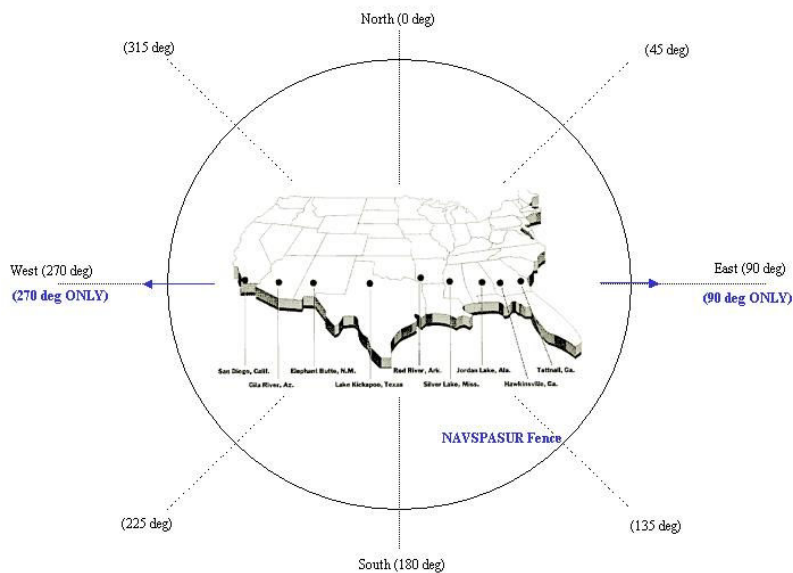 North (0 deg)
(315 deg)
(45 deg)
West (270 deg)
East (90 deg)
(270 deg ONLY)
(90 deg ONLY)
San Diego, Calif.
Elephant Butte, N.M.
Red River, Ark.
Jordan Lake, Ala.
Tattnall, Ga.
Gila River, Az.
Lake Kickapoo, Texas
Silver Lake, Miss.
Hawkinsville, Ga.
NAVSPASUR Fence
(225 deg)
(135 deg)
South (180 deg)